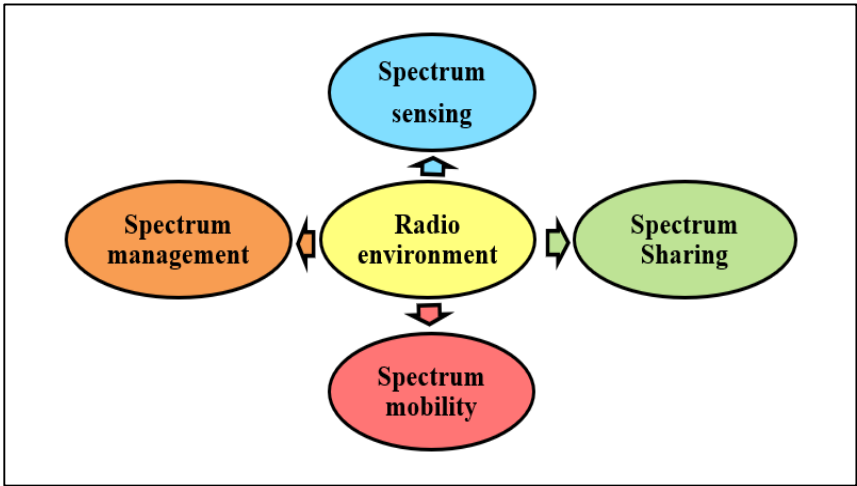 Spectrum
sensing
Spectrum
management
Radio
environment
Spectrum
Sharing
Spectrum
mobility